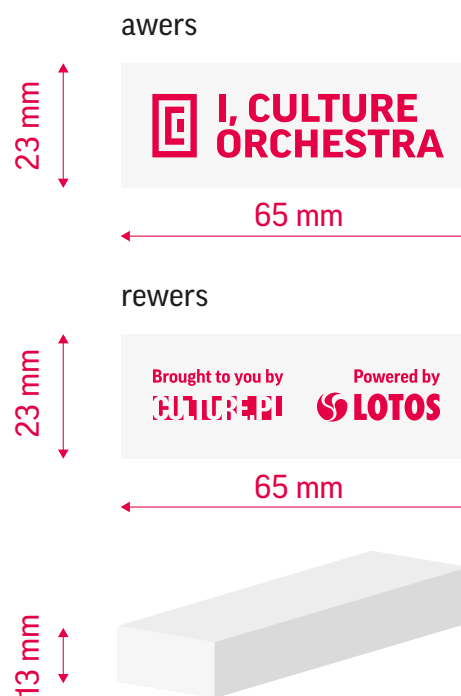 awers
23 mm
I, CULTURE
ORCHESTRA
65 mm
rewers
23 mm
Brought to you by
CULTURE.PL
Powered by
LOTOS
65 mm
13 mm